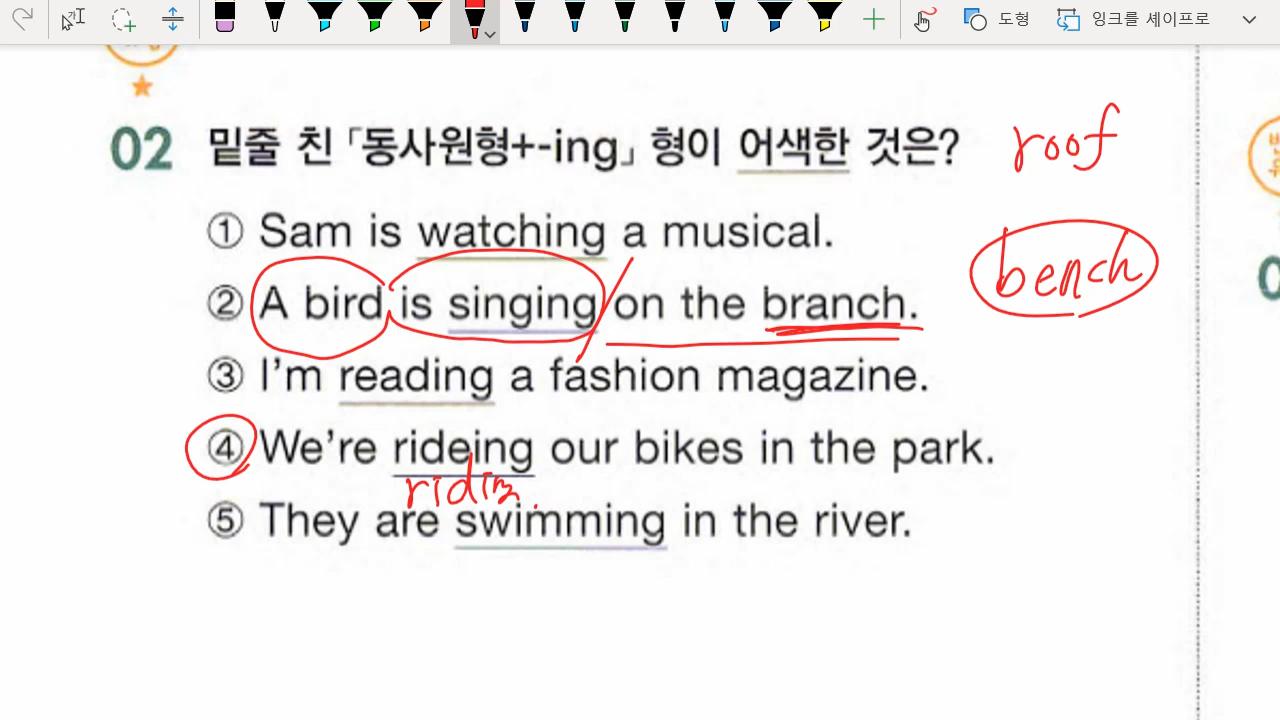 도형
잉크를 셰이프로
02 밑줄 친 「동사원형+-ing」 형이 어색한 것은?
roof
① Sam is watching a musical.
bench
② A bird is singing on the branch.
③ I'm reading a fashion magazine.
④ We're rideing our bikes in the park.
⑤ They are swimming in the river.